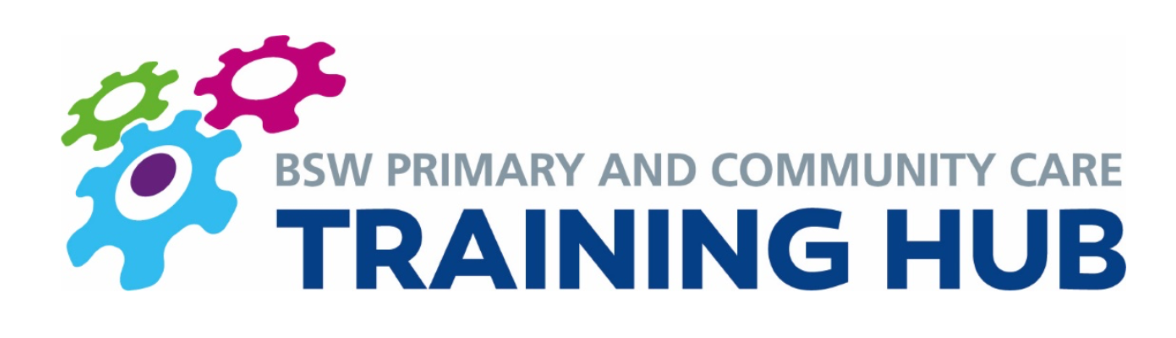 BSW PRIMARY AND COMMUNITY CARE
TRAINING HUB